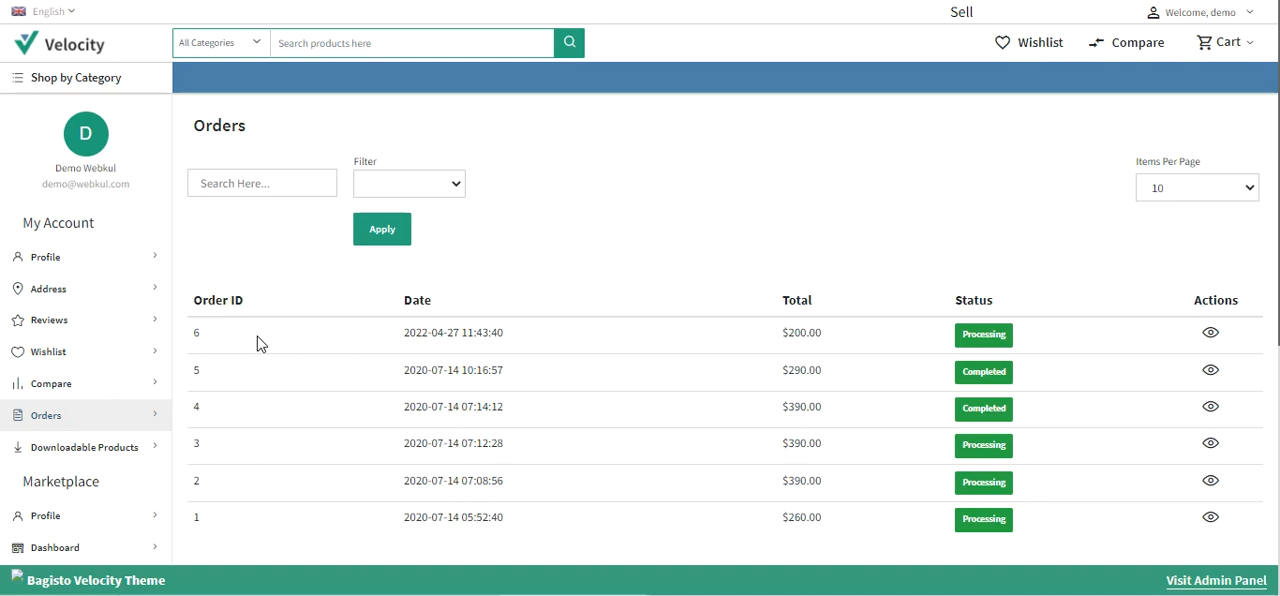 English
Sell
Welcome, demo
Velocity
All Categories
Search products here
Wishlist
Compare
Cart
Shop by Category
D
Demo Webkul
demo@webkul.com
My Account
Profile
Address
Reviews
Wishlist
Compare
Orders
Downloadable Products
Marketplace
Profile
Dashboard
Orders
Filter
Items Per Page
Search Here...
10
Apply
Order ID Date Total Status Actions
6 2022-04-27 11:43:40 $200.00 Processing
5 2020-07-14 10:16:57 $290.00 Completed
4 2020-07-14 07:14:12 $390.00 Completed
3 2020-07-14 07:12:28 $390.00 Processing
2 2020-07-14 07:08:56 $390.00 Processing
1 2020-07-14 05:52:40 $260.00 Processing
Bagisto Velocity Theme
Visit Admin Panel